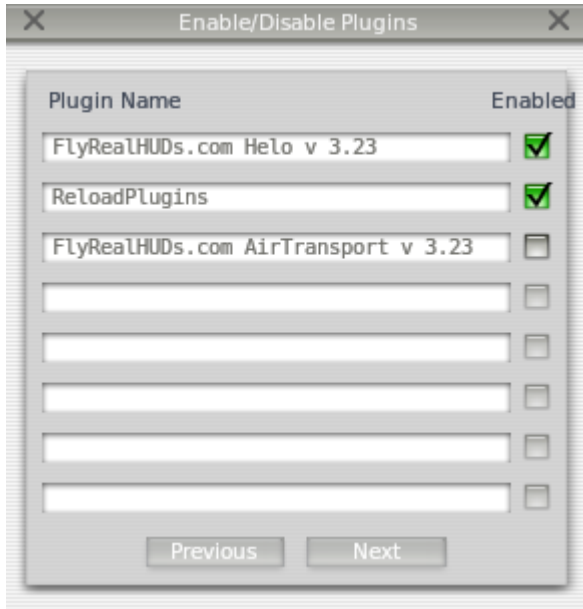 Enable/Disable Plugins
Plugin Name Enabled
FlyRealHUDs.com Helo v 3.23
ReloadPlugins
FlyRealHUDs.com AirTransport v 3.23
Previous Next